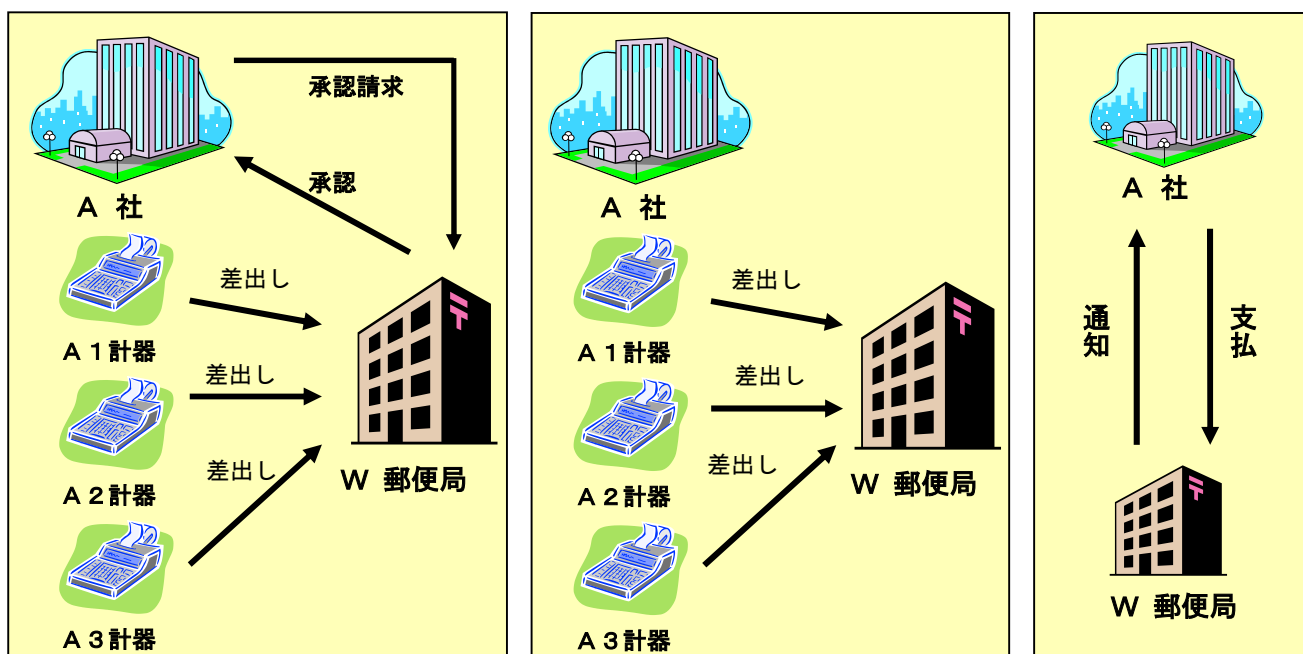 承認請求
承認
A 社
差出し
A1計器
差出し
A2計器
差出し
W 郵便局
A3計器
A 社
差出し
A1計器
差出し
A2計器
差出し
W 郵便局
A3計器
A 社
通知
支払
W 郵便局